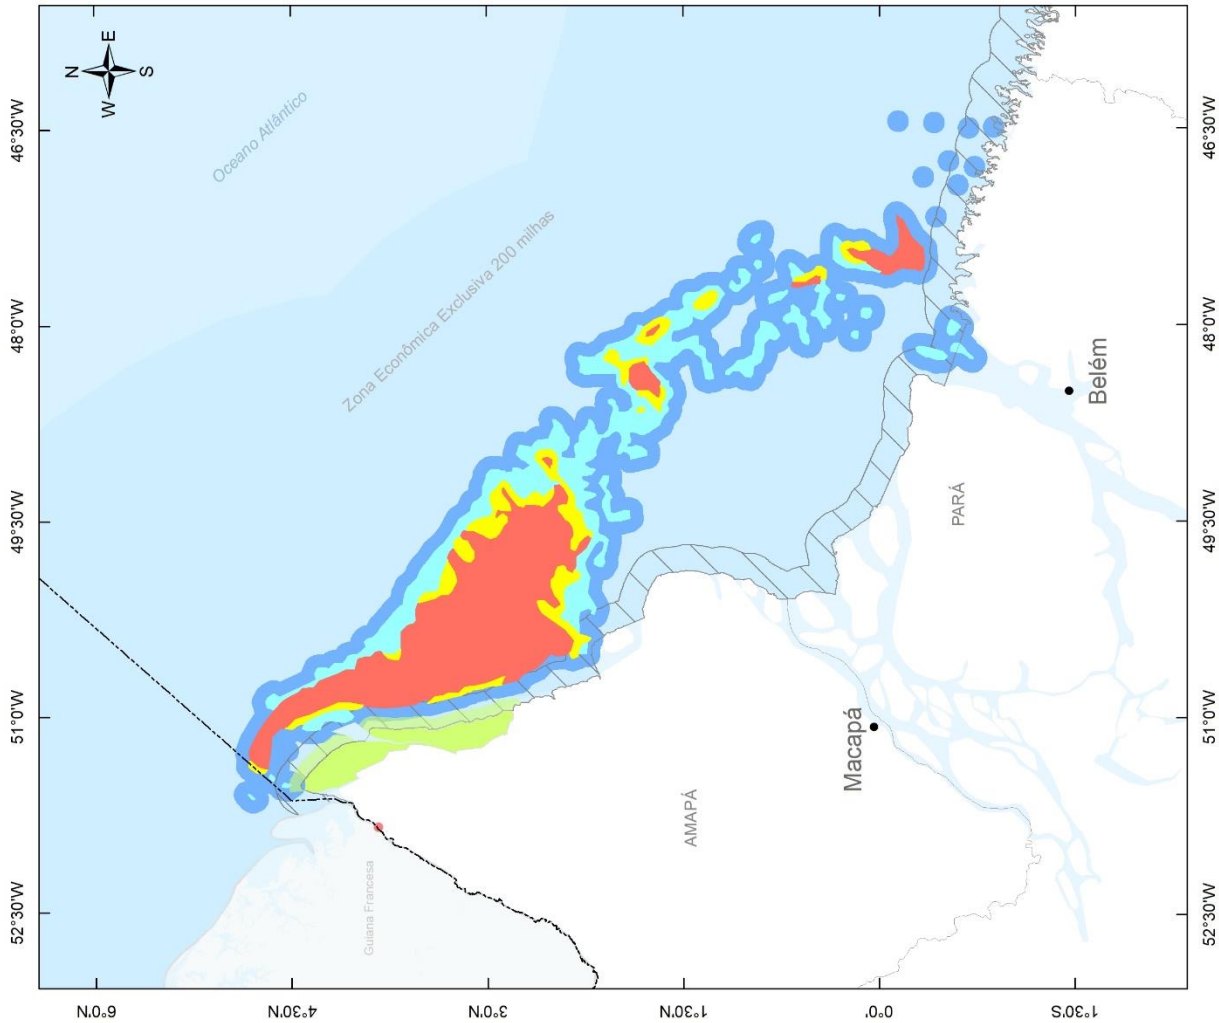 52°30'W
51°0'W
49°30'W
48°0'W
46°30'W
N
W
E
S
6°0'N
4°30'N
3°0'N
1°30'N
0°0'
1°30'S
Oceano Atlântico
Zona Econômica Exclusiva 200 milhas
Guiana Francesa
AMAPÁ
Macapá
PARÁ
Belém
52°30'W
51°0'W
49°30'W
48°0'W
46°30'W